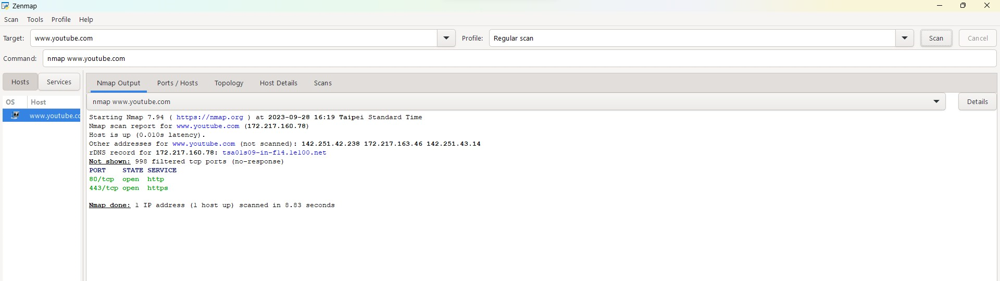 Zenmap
Scan Tools Profile Help
Target: www.youtube.com Profile: Regular scan Scan Cancel
Command: nmap www.youtube.com
Hosts Services
Nmap Output Ports / Hosts Topology Host Details Scans
OS Host
www.youtube.co
nmap www.youtube.com Details
Starting Nmap 7.94 ( https://nmap.org ) at 2023-09-28 16:19 Taipei Standard Time
Nmap scan report for www.youtube.com (172.217.160.78)
Host is up (0.010s latency).
Other addresses for www.youtube.com (not scanned): 142.251.42.238 172.217.163.46 142.251.43.14
rDNS record for 172.217.160.78: tsa01s09-in-f14.1e100.net
Not shown: 998 filtered tcp ports (no-response)
PORT STATE SERVICE
80/tcp open http
443/tcp open https
Nmap done: 1 IP address (1 host up) scanned in 8.83 seconds